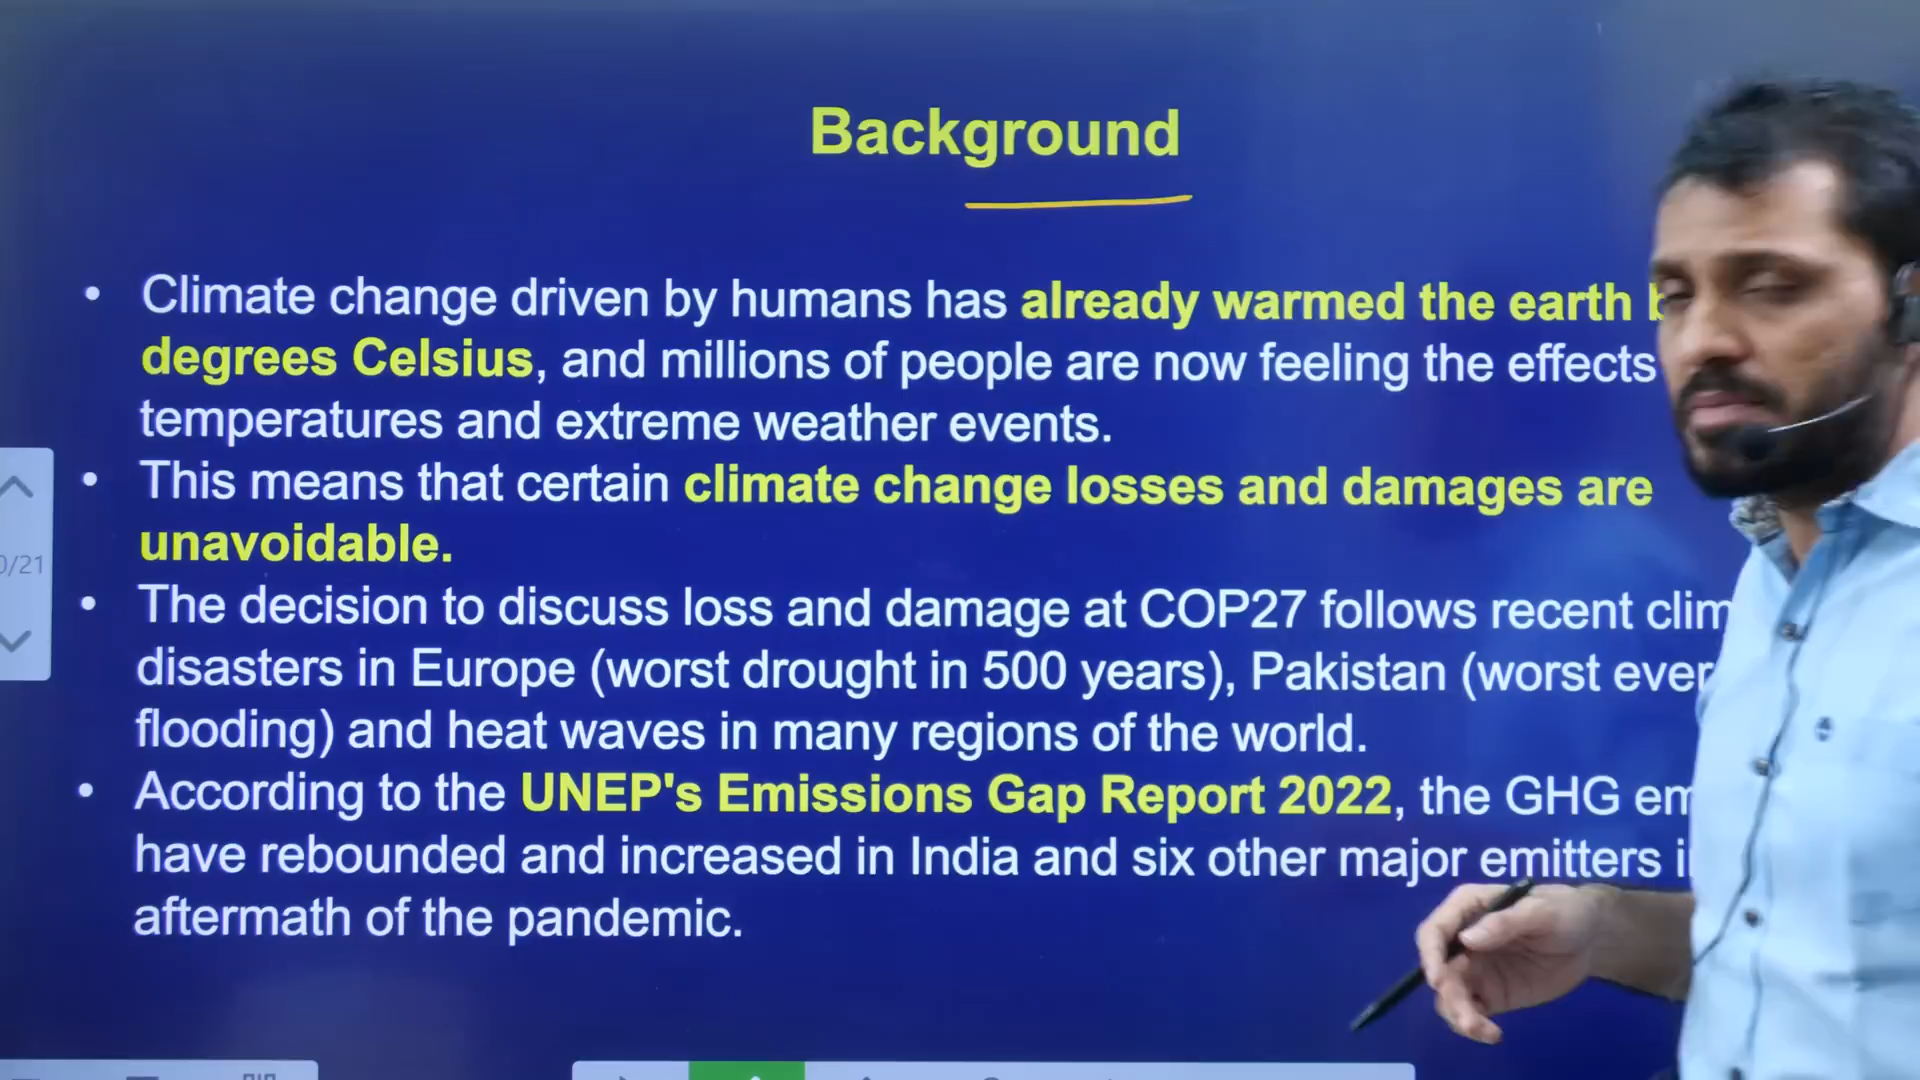 Background
• Climate change driven by humans has already warmed the earth
degrees Celsius, and millions of people are now feeling the effects
temperatures and extreme weather events.
• This means that certain climate change losses and damages are
unavoidable.
• The decision to discuss loss and damage at COP27 follows recent
disasters in Europe (worst drought in 500 years), Pakistan (worst ever
flooding) and heat waves in many regions of the world.
• According to the UNEP's Emissions Gap Report 2022, the GHG
have rebounded and increased in India and six other major emitters
aftermath of the pandemic.
/21